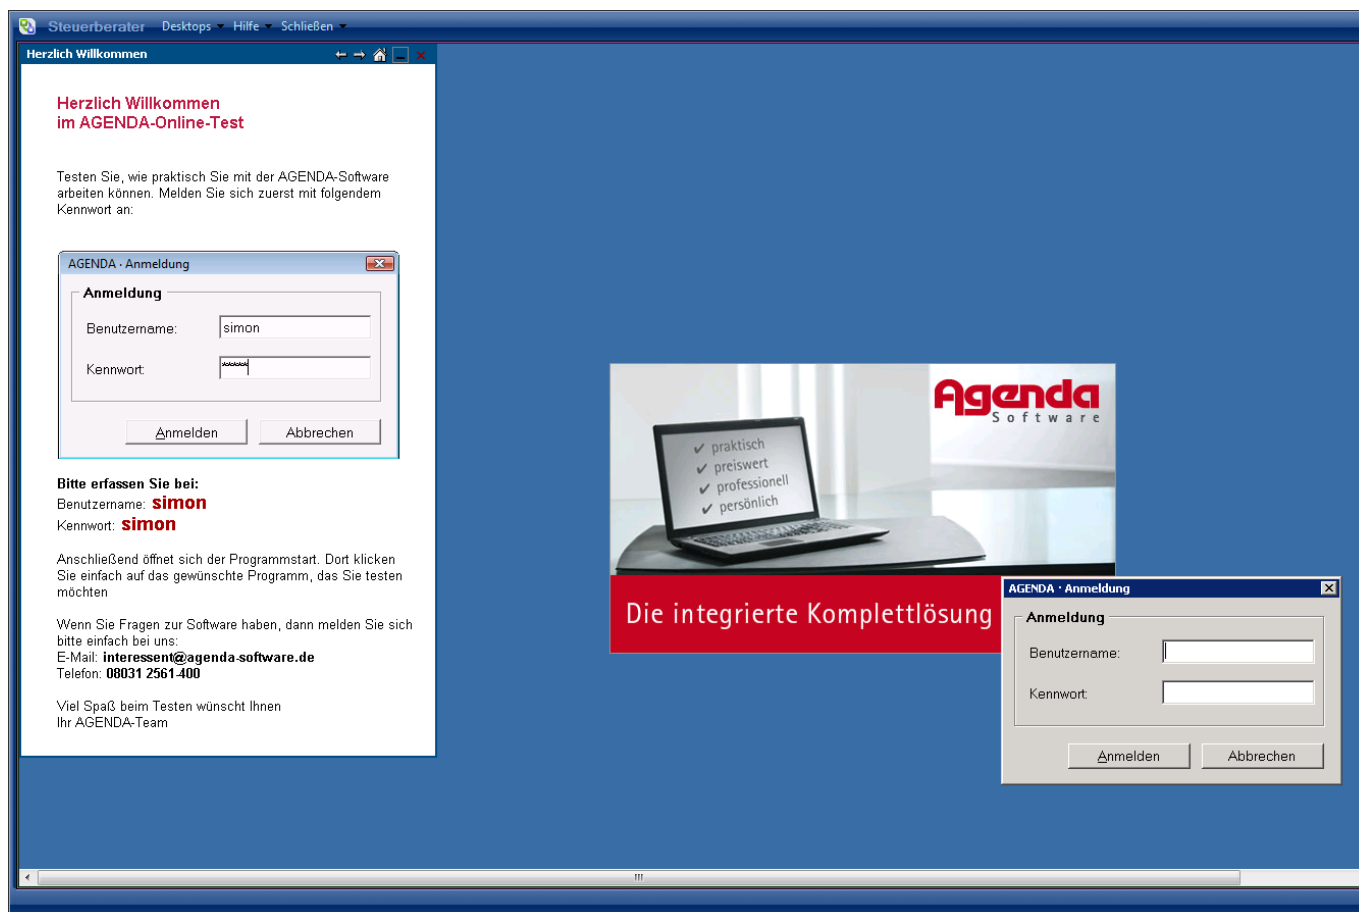 Steuerberater Desktops Hilfe Schließen
Herzlich Willkommen
Herzlich Willkommen
im AGENDA-Online-Test
Testen Sie, wie praktisch Sie mit der AGENDA-Software
arbeiten können. Melden Sie sich zuerst mit folgendem
Kennwort an:
AGENDA · Anmeldung
Anmeldung
Benutzername: simon
Kennwort: *****
Anmelden Abbrechen
Bitte erfassen Sie bei:
Benutzername: simon
Kennwort: simon
Anschließend öffnet sich der Programmstart. Dort klicken
Sie einfach auf das gewünschte Programm, das Sie testen
möchten
Wenn Sie Fragen zur Software haben, dann melden Sie sich
bitte einfach bei uns:
E-Mail: interessent@agenda-software.de
Telefon: 08031 2561-400
Viel Spaß beim Testen wünscht Ihnen
Ihr AGENDA-Team
Agenda
Software
✔ praktisch
✔ preiswert
✔ professionell
✔ persönlich
Die integrierte Komplettlösung
AGENDA · Anmeldung
Anmeldung
Benutzername:
Kennwort:
Anmelden Abbrechen